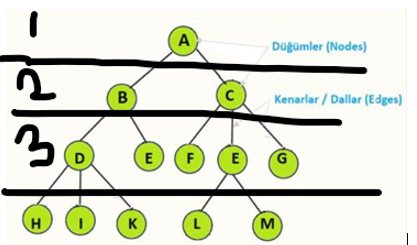 1
A
Düğümler (Nodes)
2
B
C
Kenarlar / Dallar (Edges)
3
D
E
F
E
G
H
I
K
L
M